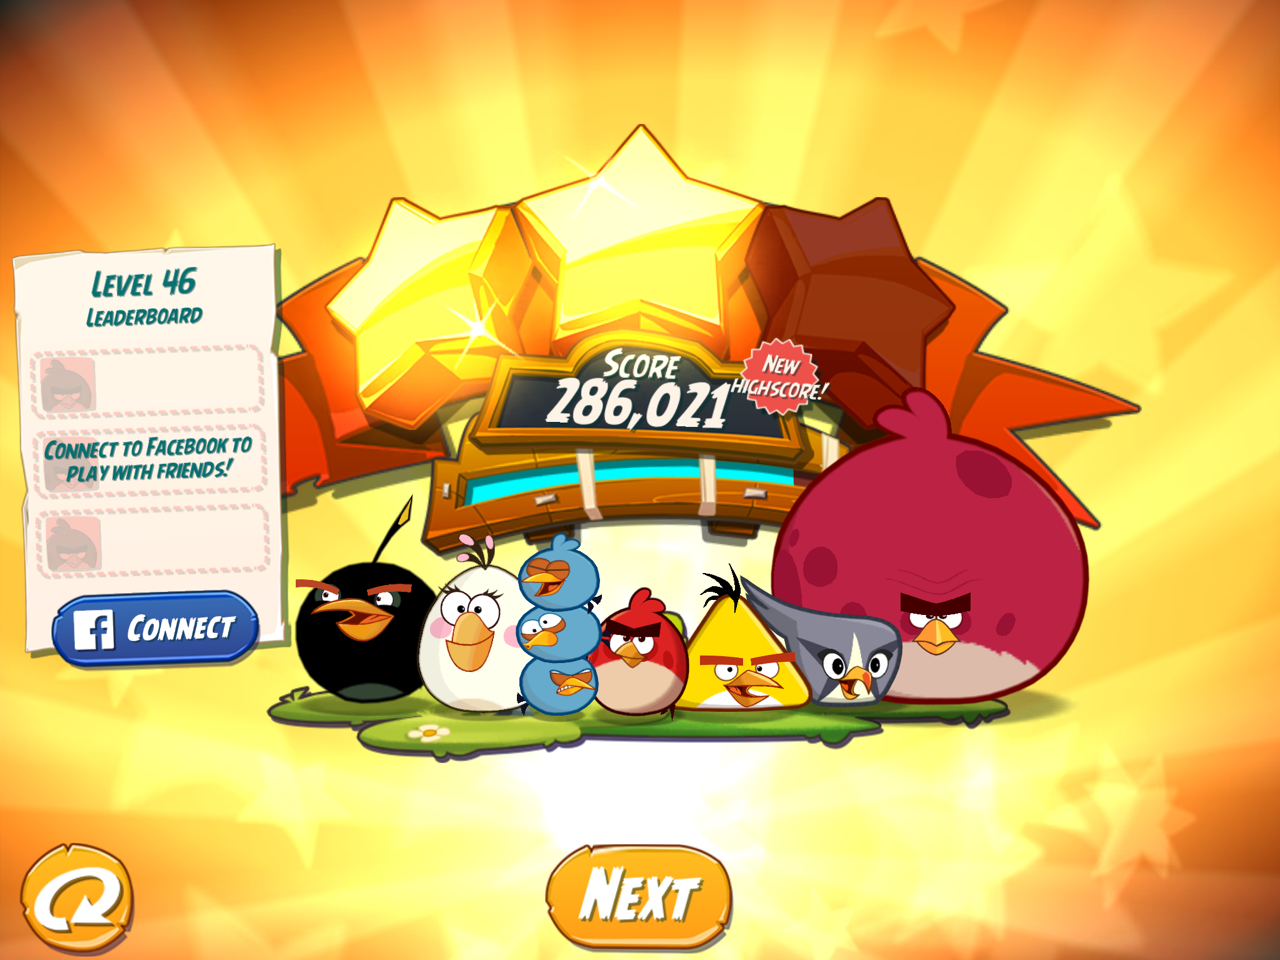 Level 46
Leaderboard
Connect to Facebook to
play with friends!
f Connect
Score
286,021
New
Highscore!
Next